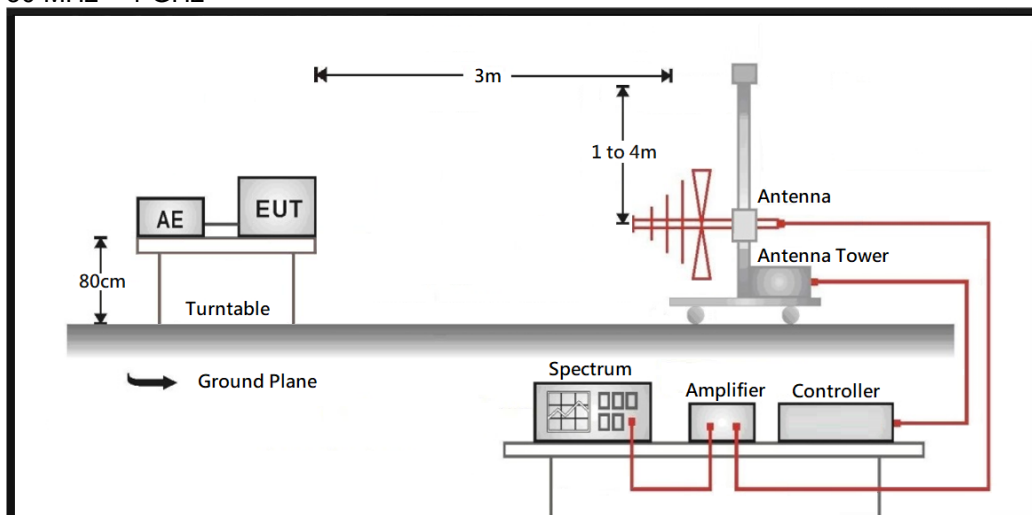 3m
1 to 4m
Antenna
AE
EUT
Antenna Tower
80cm
Turntable
Ground Plane
Spectrum
Amplifier
Controller